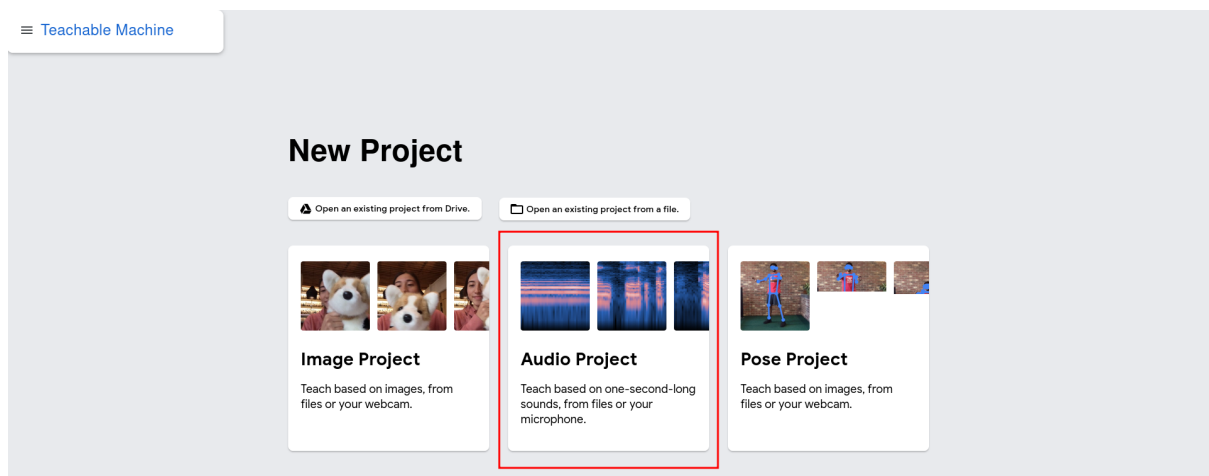 Teachable Machine
New Project
Open an existing project from Drive.
Open an existing project from a file.
Image Project
Teach based on images, from
files or your webcam.
Audio Project
Teach based on one-second-long
sounds, from files or your
microphone.
Pose Project
Teach based on images, from
files or your webcam.